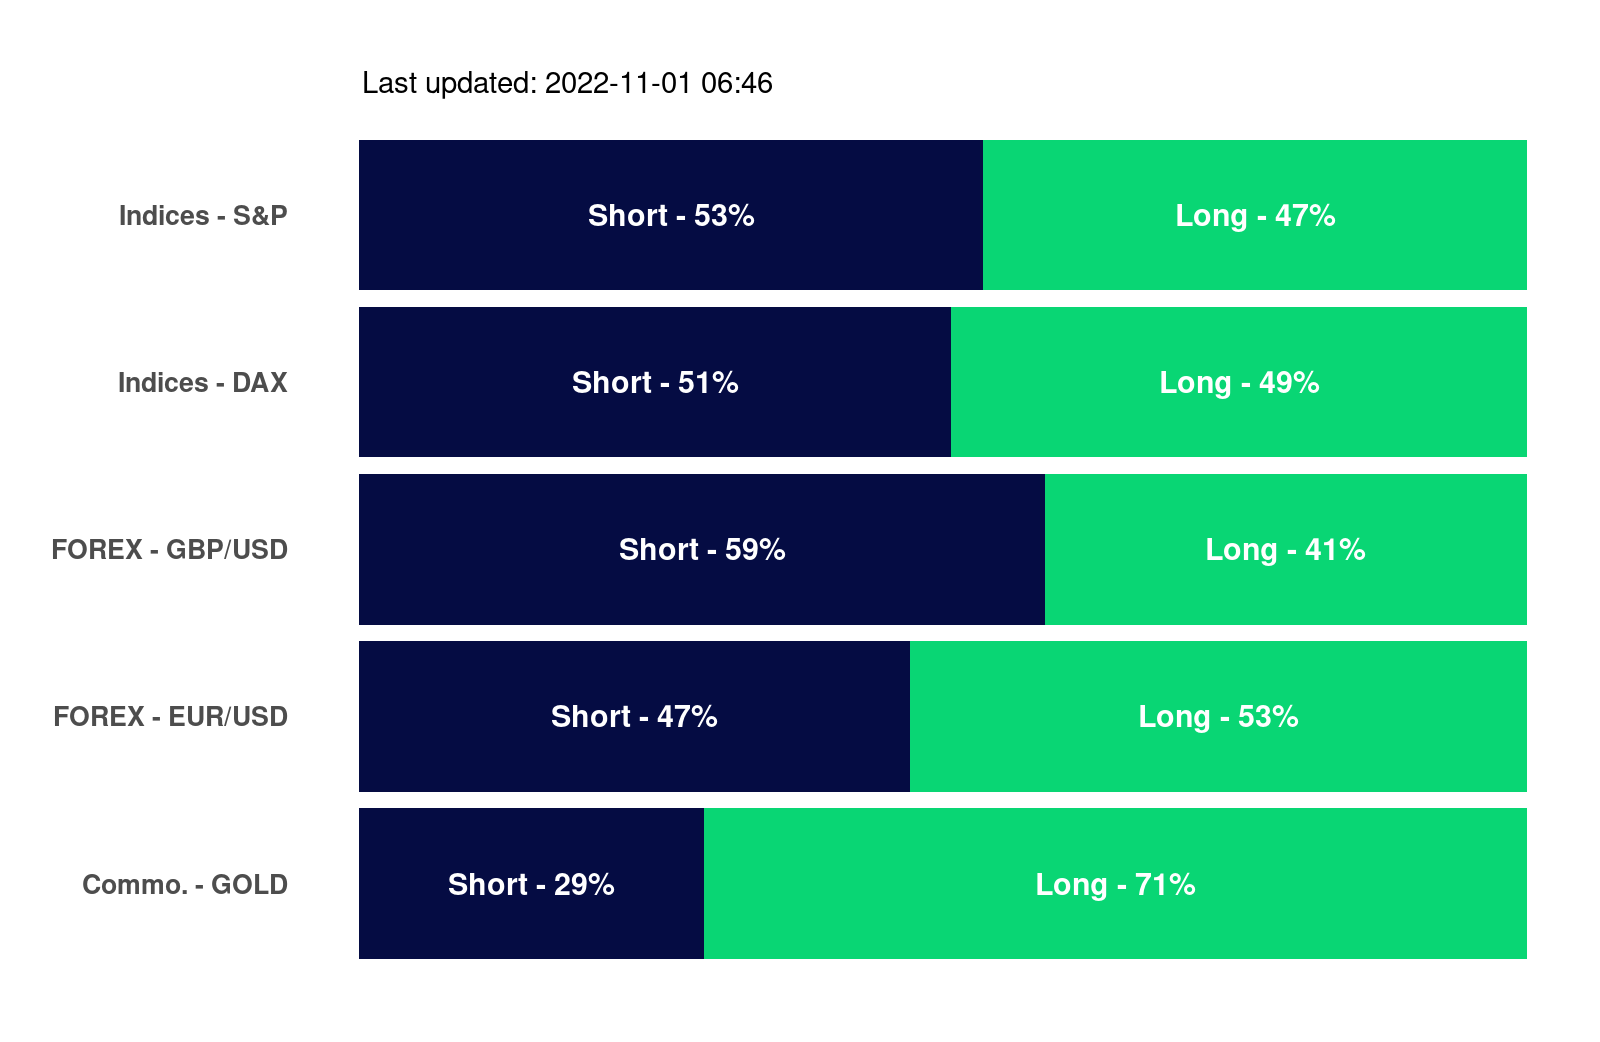 Last updated: 2022-11-01 06:46
Indices - S&P Short - 53% Long - 47%
Indices - DAX Short - 51% Long - 49%
FOREX - GBP/USD Short - 59% Long - 41%
FOREX - EUR/USD Short - 47% Long - 53%
Commo. - GOLD Short - 29% Long - 71%